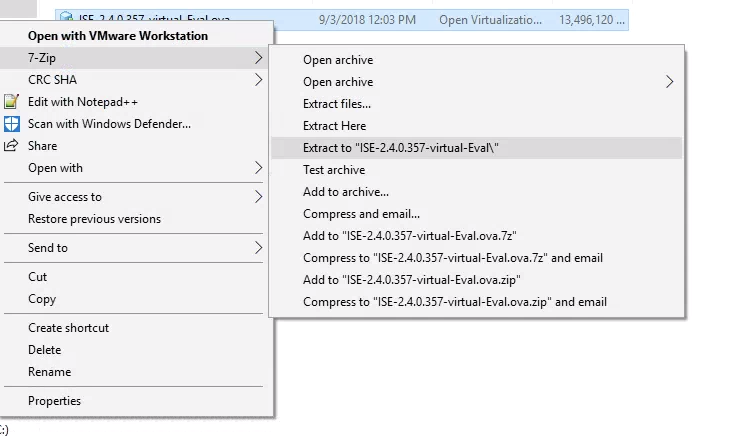 ISE-2.4.0.357-virtual-Eval.ova 9/3/2018 12:03 PM Open Virtualizatio... 13,496,120 ...
Open with VMware Workstation
7-Zip
CRC SHA
Edit with Notepad++
Scan with Windows Defender...
Share
Open with
Give access to
Restore previous versions
Send to
Cut
Copy
Create shortcut
Delete
Rename
Properties
Open archive
Open archive
Extract files...
Extract Here
Extract to "ISE-2.4.0.357-virtual-Eval\"
Test archive
Add to archive...
Compress and email...
Add to "ISE-2.4.0.357-virtual-Eval.ova.7z"
Compress to "ISE-2.4.0.357-virtual-Eval.ova.7z" and email
Add to "ISE-2.4.0.357-virtual-Eval.ova.zip"
Compress to "ISE-2.4.0.357-virtual-Eval.ova.zip" and email
:)